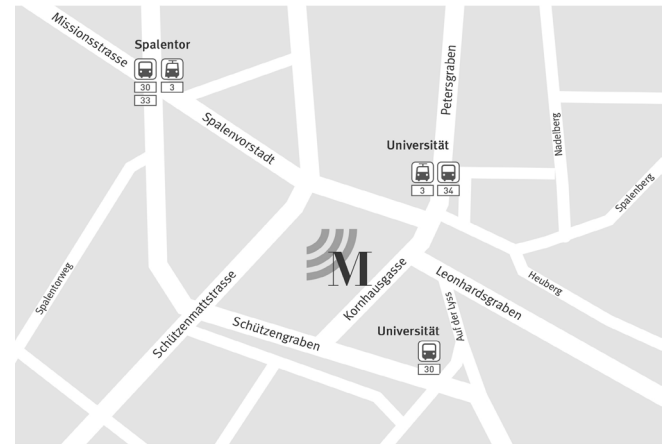 Missionsstrasse
Spalentor
30
3
33
Petersgraben
Spalenvorstadt
Universität
3
34
Nadelberg
Spalenberg
M
Spalentorweg
Schützenmattstrasse
Kornhausgasse
Leonhardsgraben
Heuberg
Schützengraben
Auf der Lyss
Universität
30